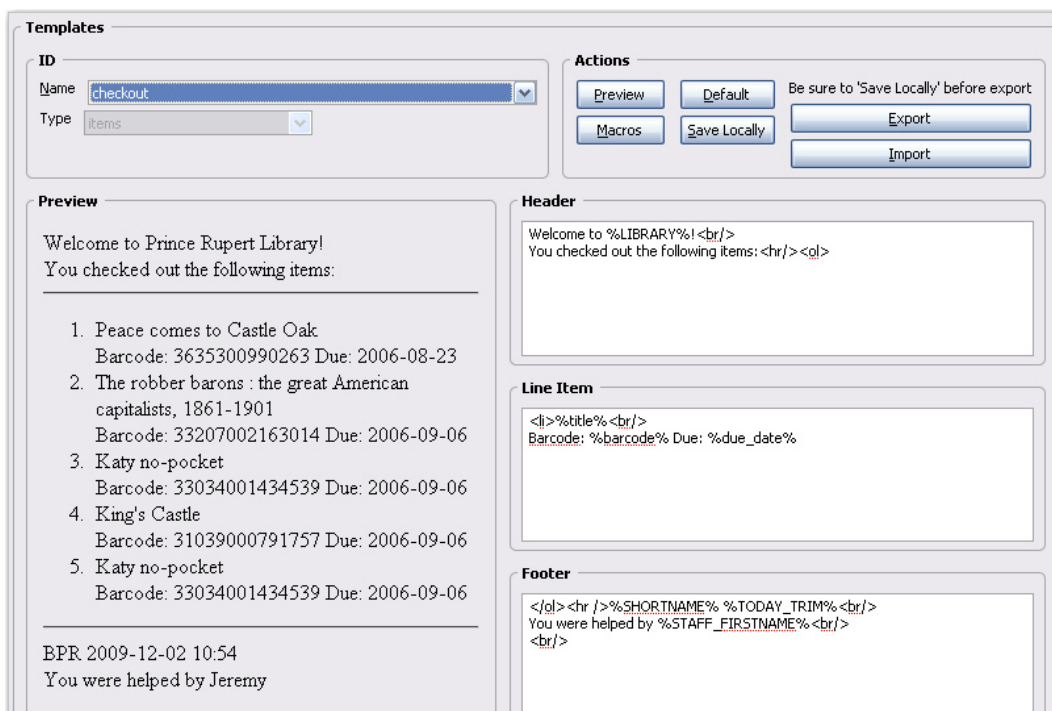 Templates
ID
Name checkout
Type items
Actions
Preview Default Be sure to 'Save Locally' before export
Export
Macros Save Locally
Import
Preview
Welcome to Prince Rupert Library!
You checked out the following items:
1. Peace comes to Castle Oak
Barcode: 3635300990263 Due: 2006-08-23
2. The robber barons : the great American
capitalists, 1861-1901
Barcode: 33207002163014 Due: 2006-09-06
3. Katy no-pocket
Barcode: 33034001434539 Due: 2006-09-06
4. King's Castle
Barcode: 31039000791757 Due: 2006-09-06
5. Katy no-pocket
Barcode: 33034001434539 Due: 2006-09-06
BPR 2009-12-02 10:54
You were helped by Jeremy
Header
Welcome to %LIBRARY%!<br/>
You checked out the following items:<hr/><ol>
Line Item
<li>%title%<br/>
Barcode: %barcode% Due: %due_date%
Footer
</ol><hr />%SHORTNAME% %TODAY_TRIM%<br/>
You were helped by %STAFF_FIRSTNAME%<br/>
<br/>